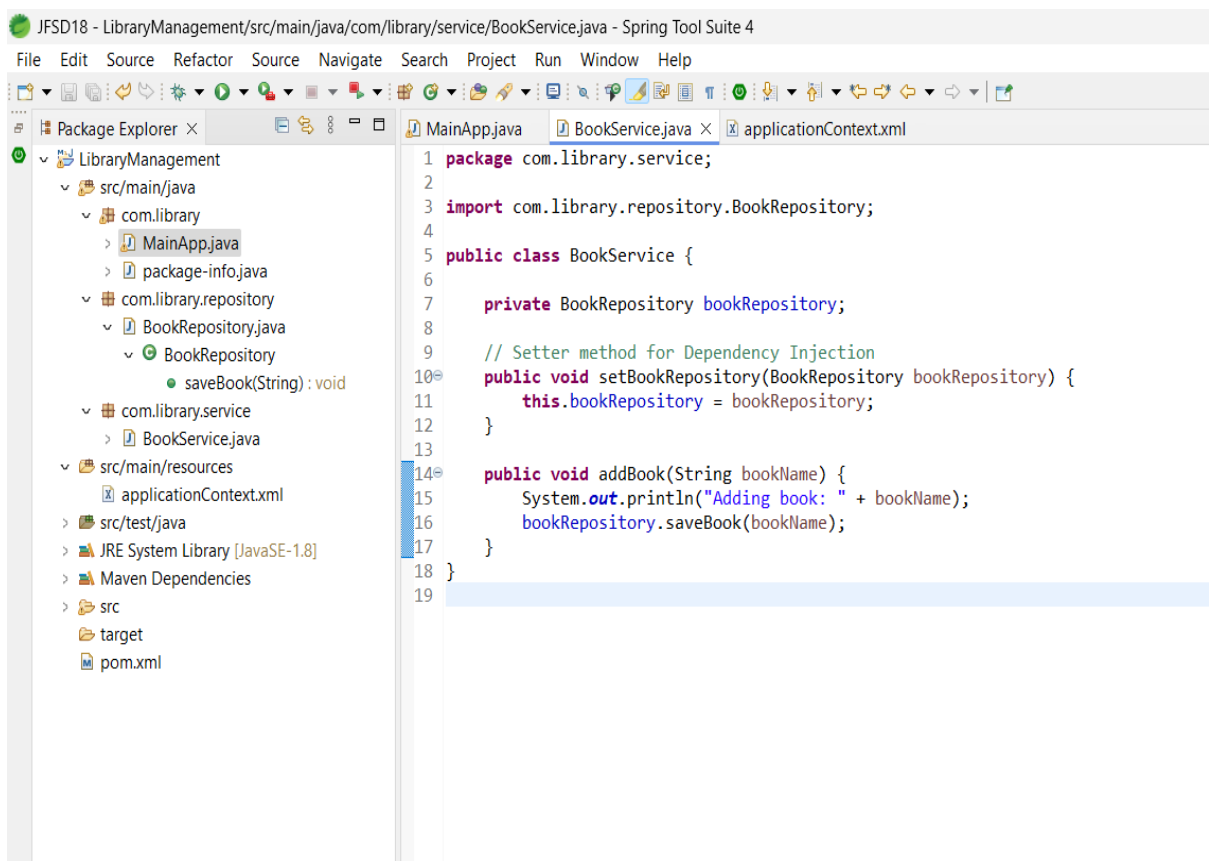 JFSD18 - LibraryManagement/src/main/java/com/library/service/BookService.java - Spring Tool Suite 4
File Edit Source Refactor Source Navigate Search Project Run Window Help
Package Explorer
LibraryManagement
src/main/java
com.library
MainApp.java
package-info.java
com.library.repository
BookRepository.java
BookRepository
saveBook(String) : void
com.library.service
BookService.java
src/main/resources
applicationContext.xml
src/test/java
JRE System Library [JavaSE-1.8]
Maven Dependencies
src
target
pom.xml
MainApp.java BookService.java applicationContext.xml
1 package com.library.service;
2
3 import com.library.repository.BookRepository;
4
5 public class BookService {
6
7     private BookRepository bookRepository;
8
9     // Setter method for Dependency Injection
10     public void setBookRepository(BookRepository bookRepository) {
11         this.bookRepository = bookRepository;
12     }
13
14     public void addBook(String bookName) {
15         System.out.println("Adding book: " + bookName);
16         bookRepository.saveBook(bookName);
17     }
18 }
19